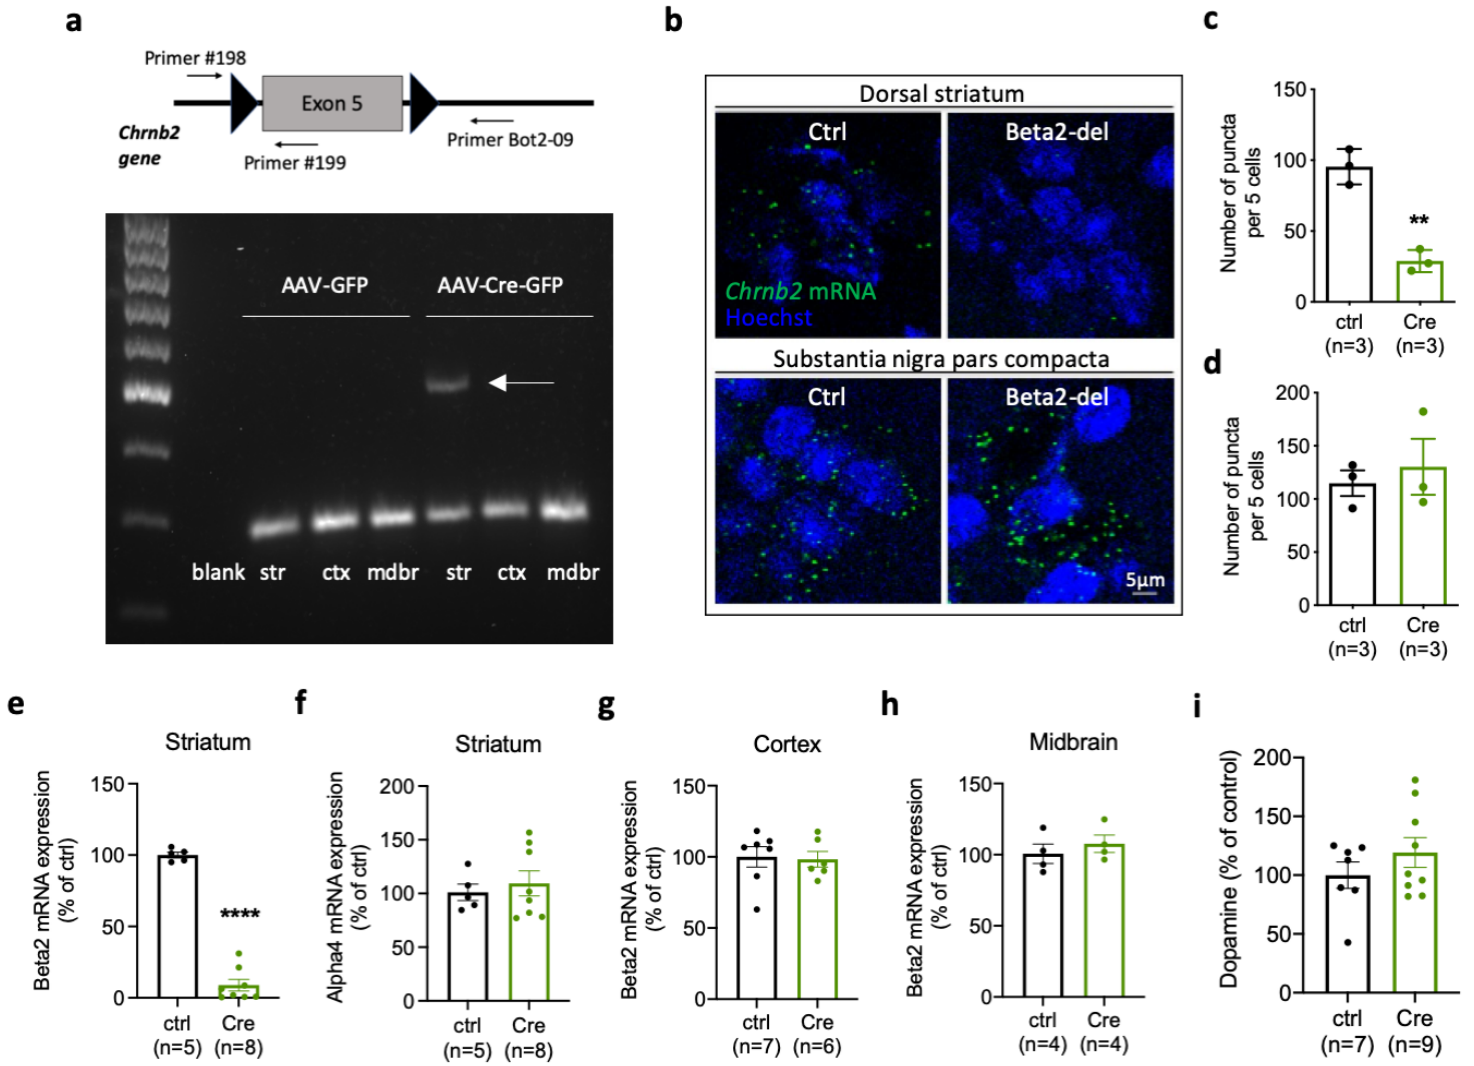 a
Primer #198
Exon 5
Chrnb2
gene
Primer Bot2-09
Primer #199
AAV-GFP
AAV-Cre-GFP
blank str ctx mdbr str ctx mdbr
b
Dorsal striatum
Ctrl
Beta2-del
Chrnb2 mRNA
Hoechst
Substantia nigra pars compacta
Ctrl
Beta2-del
5µm
c
Number of puncta
per 5 cells
150
100
50
0
**
ctrl
(n=3)
Cre
(n=3)
d
Number of puncta
per 5 cells
200
150
100
50
0
ctrl
(n=3)
Cre
(n=3)
e
Striatum
Beta2 mRNA expression
(% of ctrl)
150
100
50
0
****
ctrl
(n=5)
Cre
(n=8)
f
Striatum
Alpha4 mRNA expression
(% of ctrl)
200
150
100
50
0
ctrl
(n=5)
Cre
(n=8)
g
Cortex
Beta2 mRNA expression
(% of ctrl)
150
100
50
0
ctrl
(n=7)
Cre
(n=6)
h
Midbrain
Beta2 mRNA expression
(% of ctrl)
150
100
50
0
ctrl
(n=4)
Cre
(n=4)
i
Dopamine (% of control)
200
150
100
50
0
ctrl
(n=7)
Cre
(n=9)